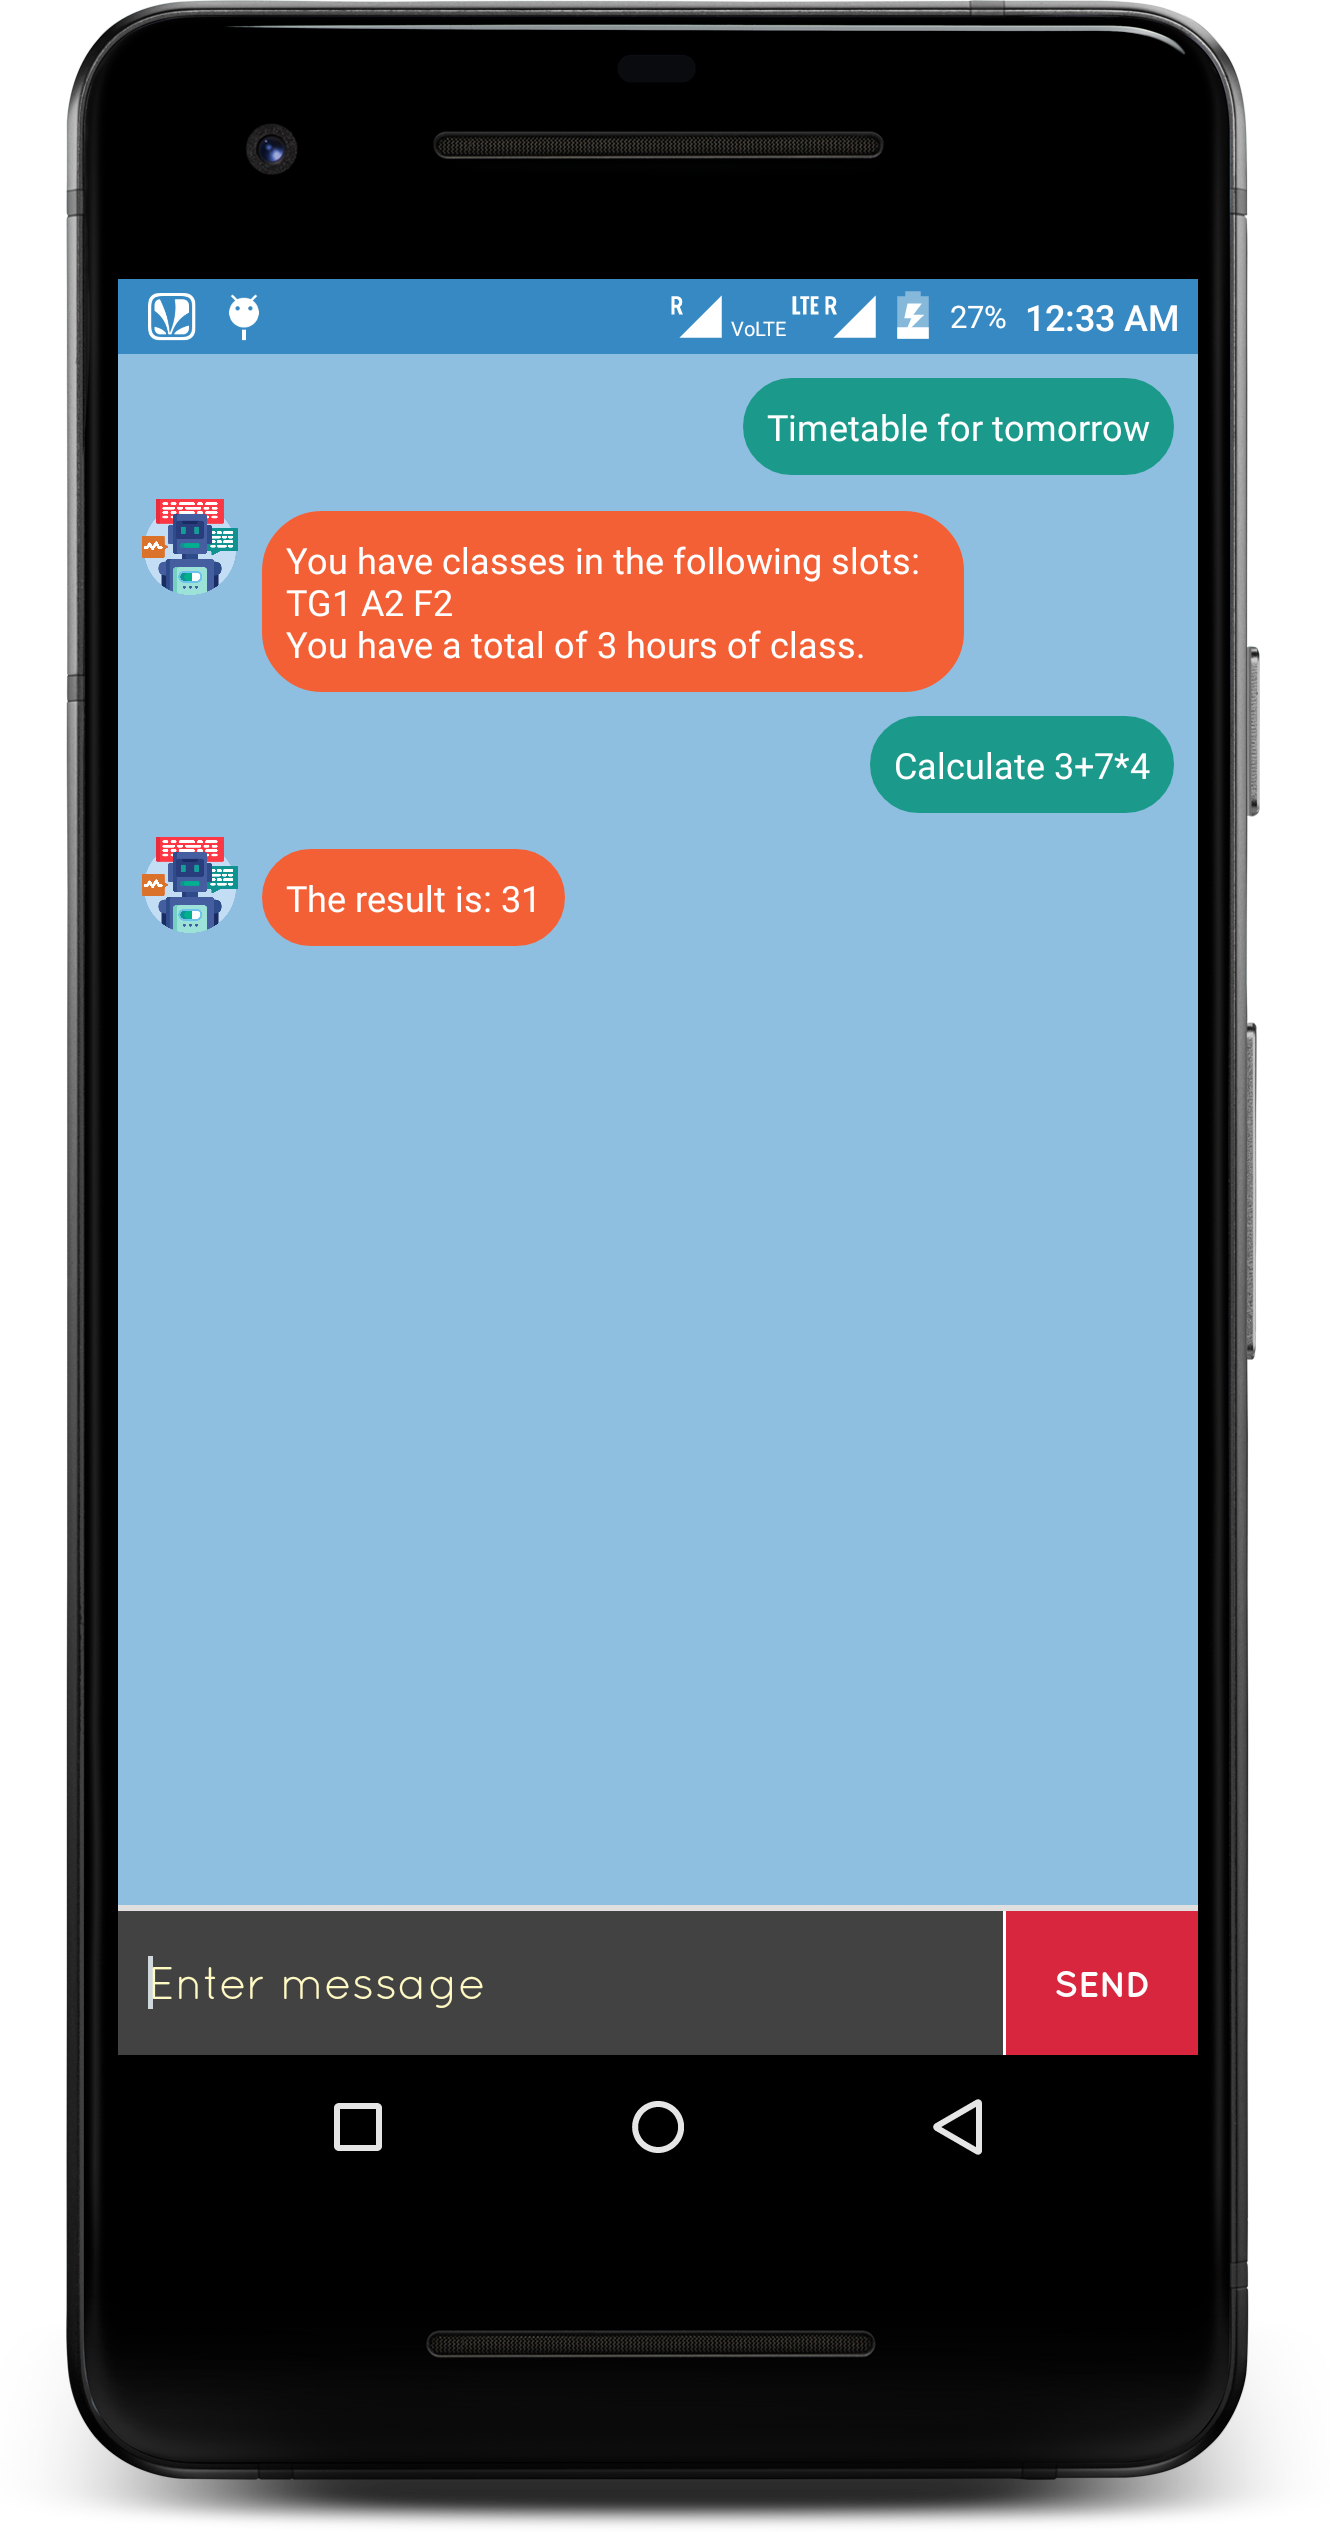 R VoLTE LTE R 27% 12:33 AM
Timetable for tomorrow
You have classes in the following slots:
TG1 A2 F2
You have a total of 3 hours of class.
Calculate 3+7*4
The result is: 31
Enter message
SEND